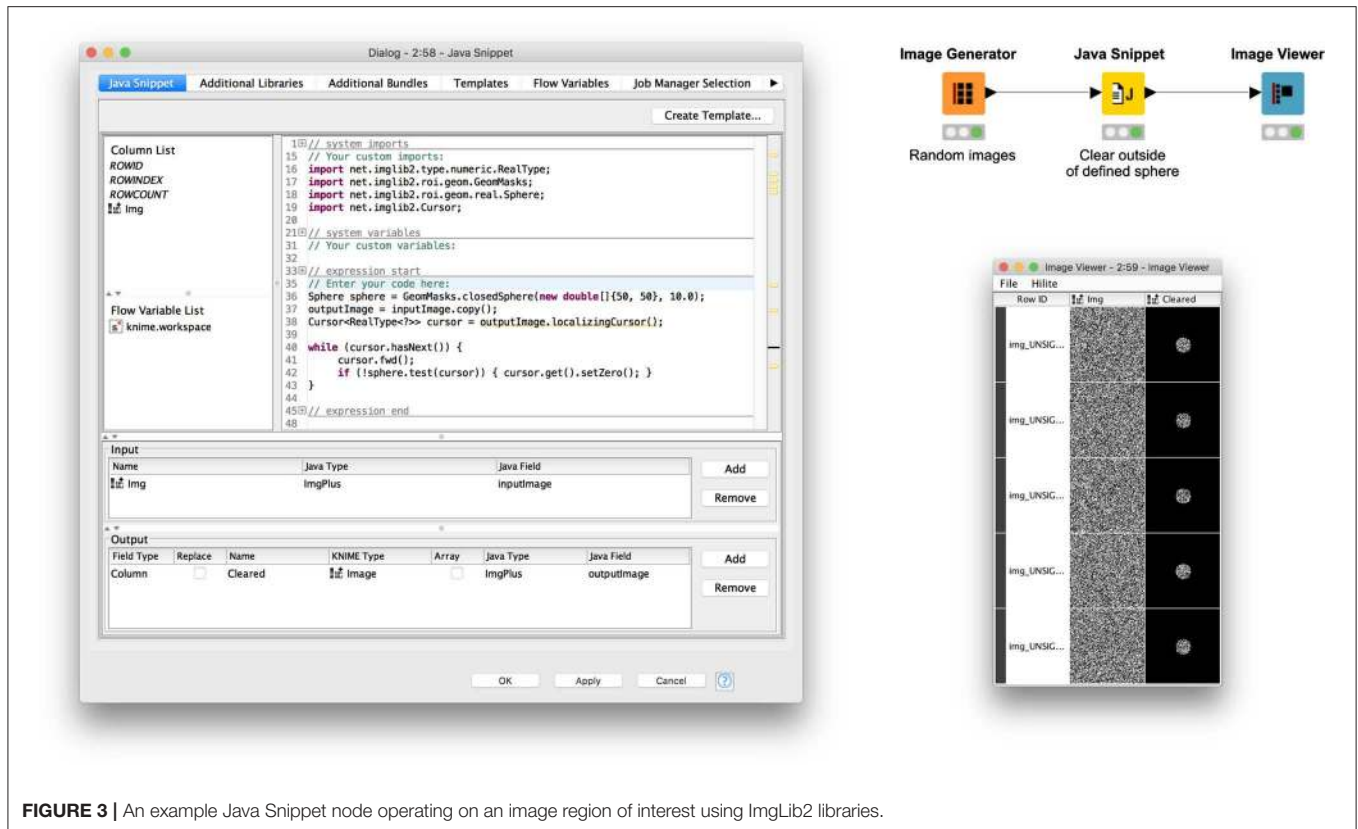 Dialog - 2:58 - Java Snippet
Java Snippet Additional Libraries Additional Bundles Templates Flow Variables Job Manager Selection
Create Template...
Column List
ROWID
ROWINDEX
ROWCOUNT
Img
Flow Variable List
s knime.workspace
1 // system imports
15 // Your custom imports:
16 import net.imglib2.type.numeric.RealType;
17 import net.imglib2.roi.geom.GeomMasks;
18 import net.imglib2.roi.geom.real.Sphere;
19 import net.imglib2.Cursor;
20
21 // system variables
31 // Your custom variables:
32
33 // expression start
35 // Enter your code here:
36 Sphere sphere = GeomMasks.closedSphere(new double[]{50, 50}, 10.0);
37 outputImage = inputImage.copy();
38 Cursor<RealType<?>> cursor = outputImage.localizingCursor();
39
40 while (cursor.hasNext()) {
41 cursor.fwd();
42 if (!sphere.test(cursor)) { cursor.get().setZero(); }
43 }
44
45 // expression end
48
Input
Name Java Type Java Field
Img ImgPlus inputImage
Add
Remove
Output
Field Type Replace Name KNIME Type Array Java Type Java Field
Column Cleared Image ImgPlus outputImage
Add
Remove
OK Apply Cancel ?
Image Generator Java Snippet Image Viewer
J
Random images Clear outside
of defined sphere
Image Viewer - 2:59 - Image Viewer
File Hilite
Row ID Img Cleared
img_UNSIG...
img_UNSIG...
img_UNSIG...
img_UNSIG...
img_UNSIG...
FIGURE 3 | An example Java Snippet node operating on an image region of interest using ImgLib2 libraries.